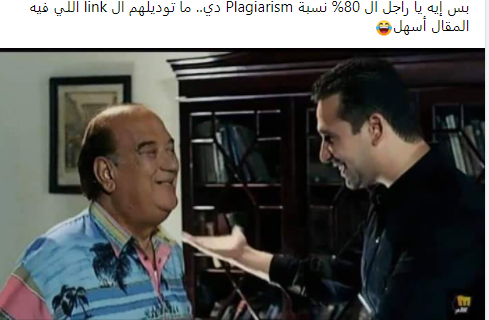 بس إيه يا راجل ال 80% نسبة Plagiarism دي.. ما توديلهم ال link اللي فيه
المقال أسهل😂